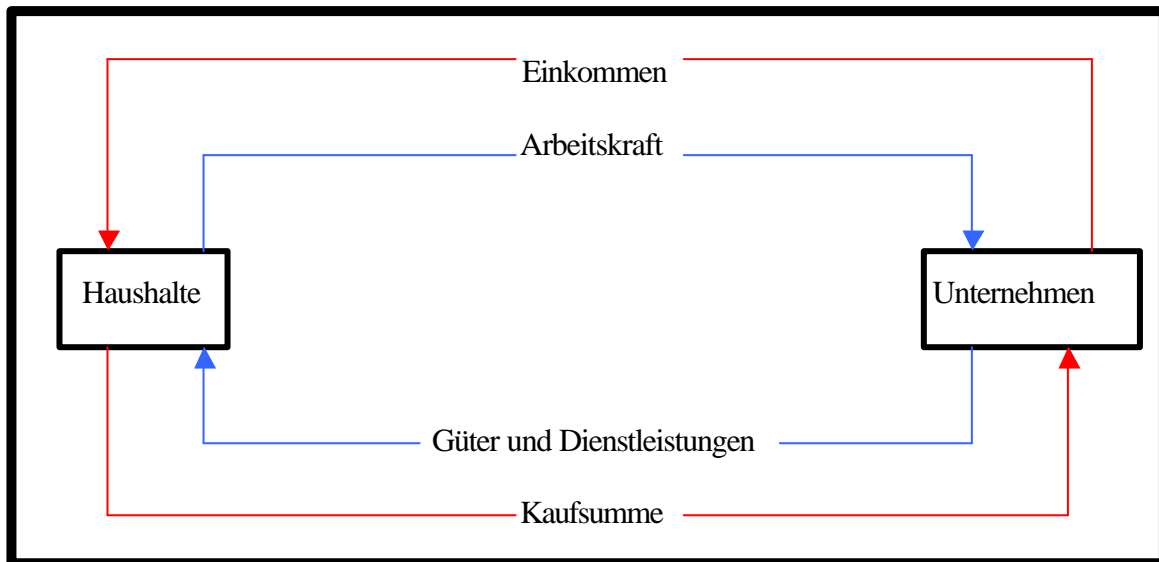 Einkommen
Arbeitskraft
Haushalte
Unternehmen
Güter und Dienstleistungen
Kaufsumme